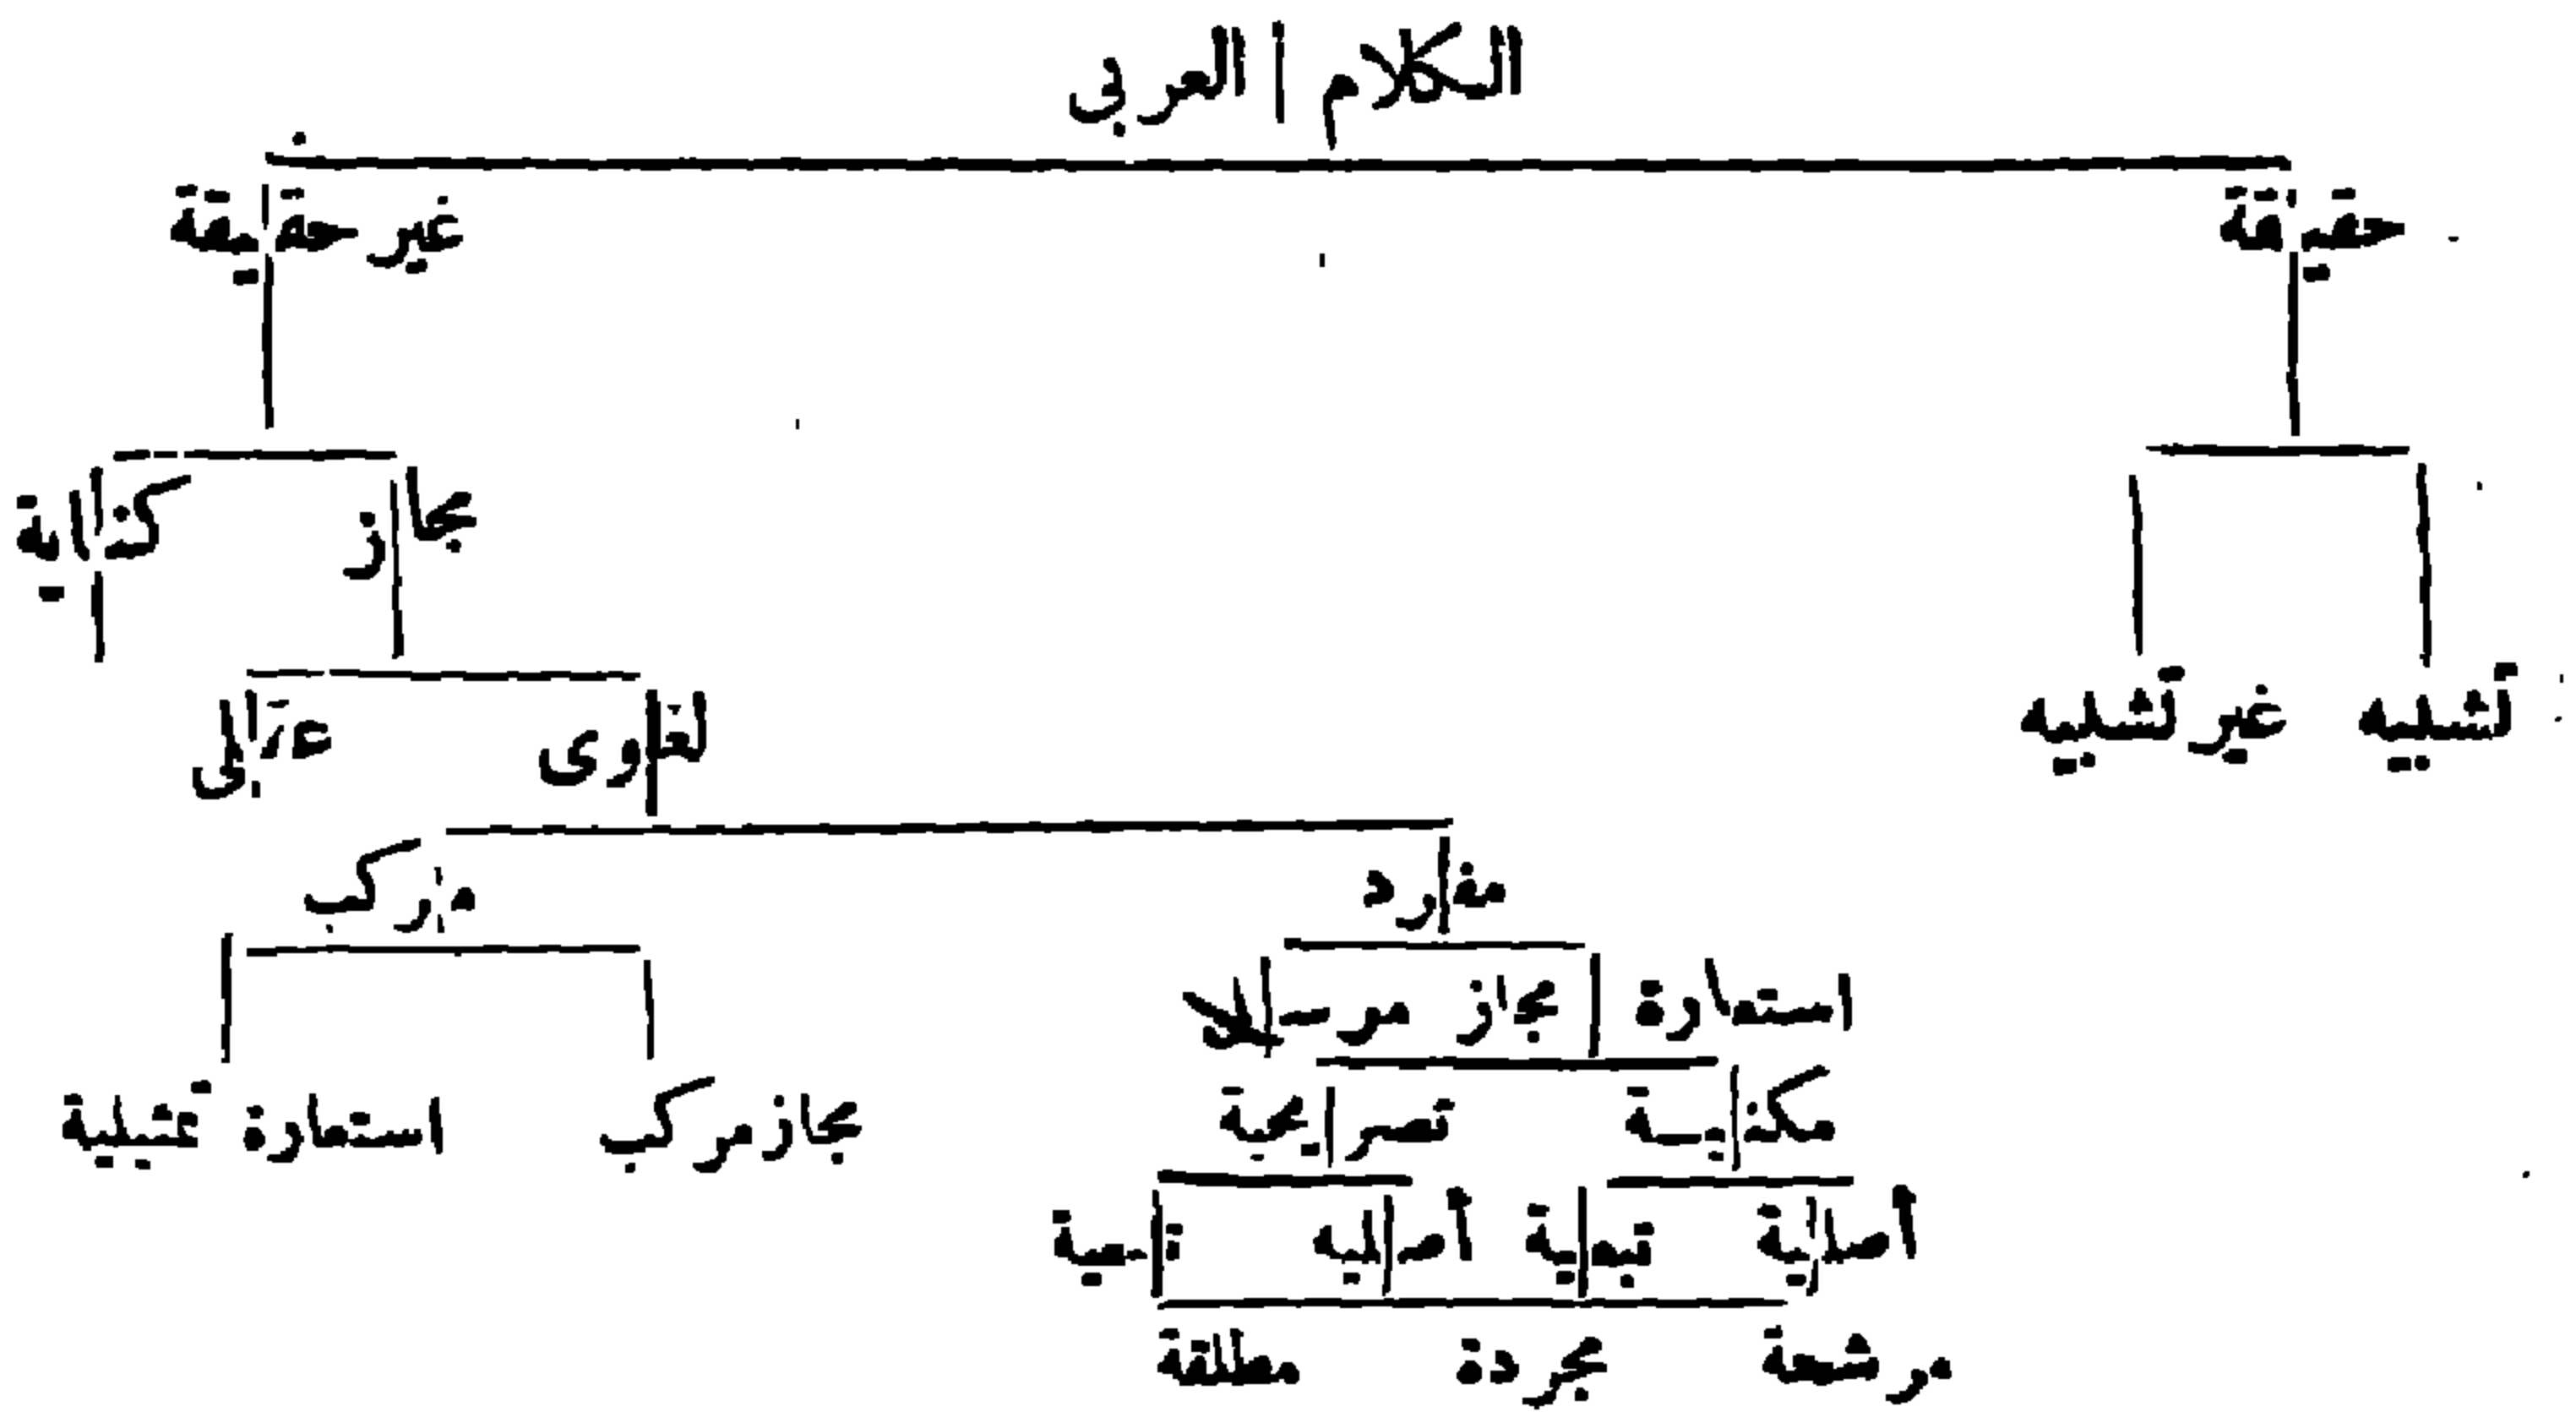 الكلام العربى
حقيقة غير حقيقة
مجاز كناية
تشبيه غير تشبيه لغوى عقلى
مفرد مركب
استعارة مجاز مرسل
مكنية تصريحية مجاز مركب استعارة تمثيلية
أصلية تبعية أصليه تبعية
مرشحة مجردة مطلقة